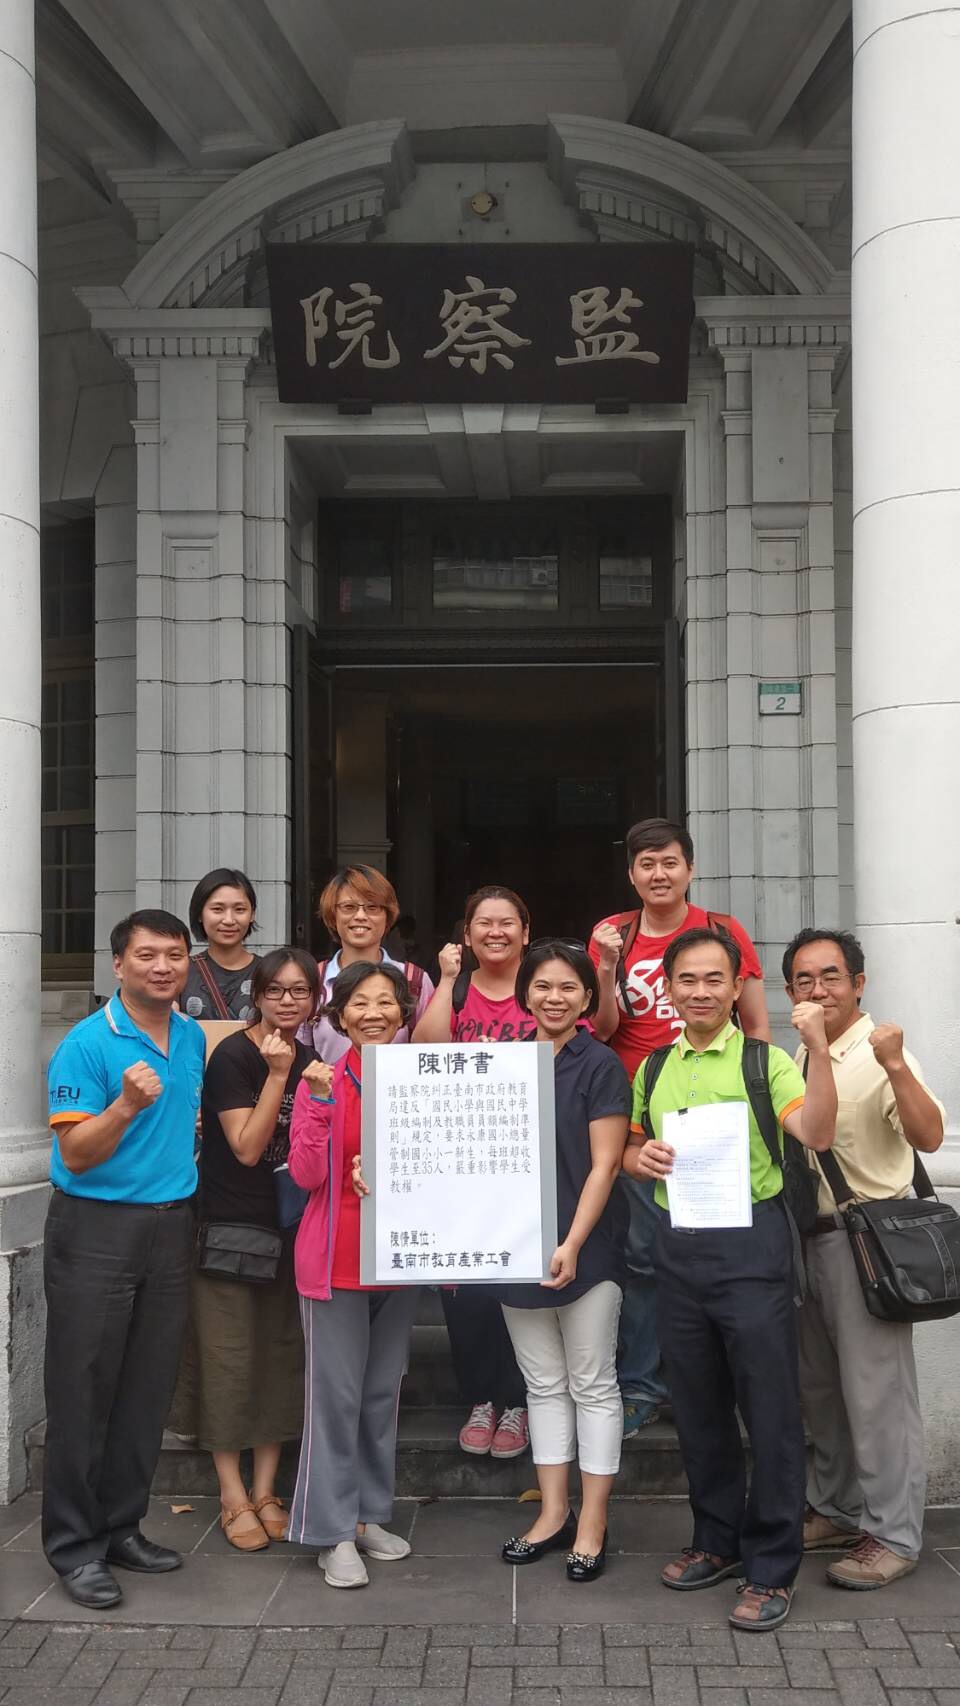 監察院
2
EU
陳情書
請監察院糾正臺南市政府教育
局違反「國民小學與國民中學
班級編制及教職員員額編制準
則」規定，要求永康國小總量
管制國小小一新生，每班超收
學生至35人，嚴重影響學生受
教權。
陳情單位：
臺南市教育產業工會